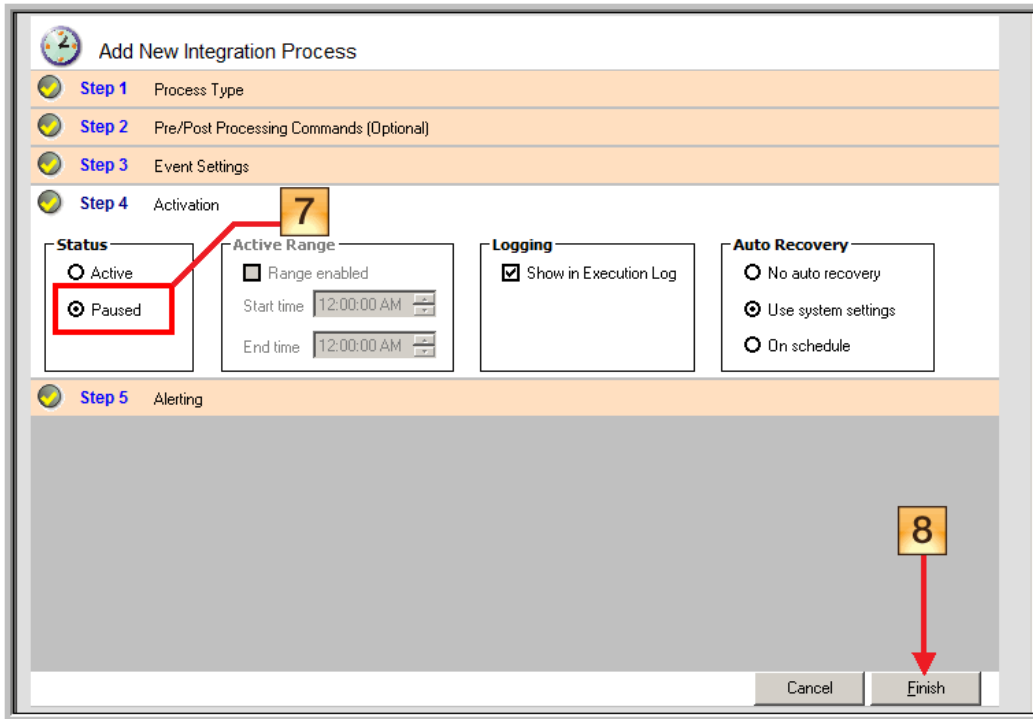 Add New Integration Process
Step 1 Process Type
Step 2 Pre/Post Processing Commands (Optional)
Step 3 Event Settings
Step 4 Activation
7
Status
Active
Paused
Active Range
Range enabled
Start time 12:00:00 AM
End time 12:00:00 AM
Logging
Show in Execution Log
Auto Recovery
No auto recovery
Use system settings
On schedule
Step 5 Alerting
8
Cancel
Finish